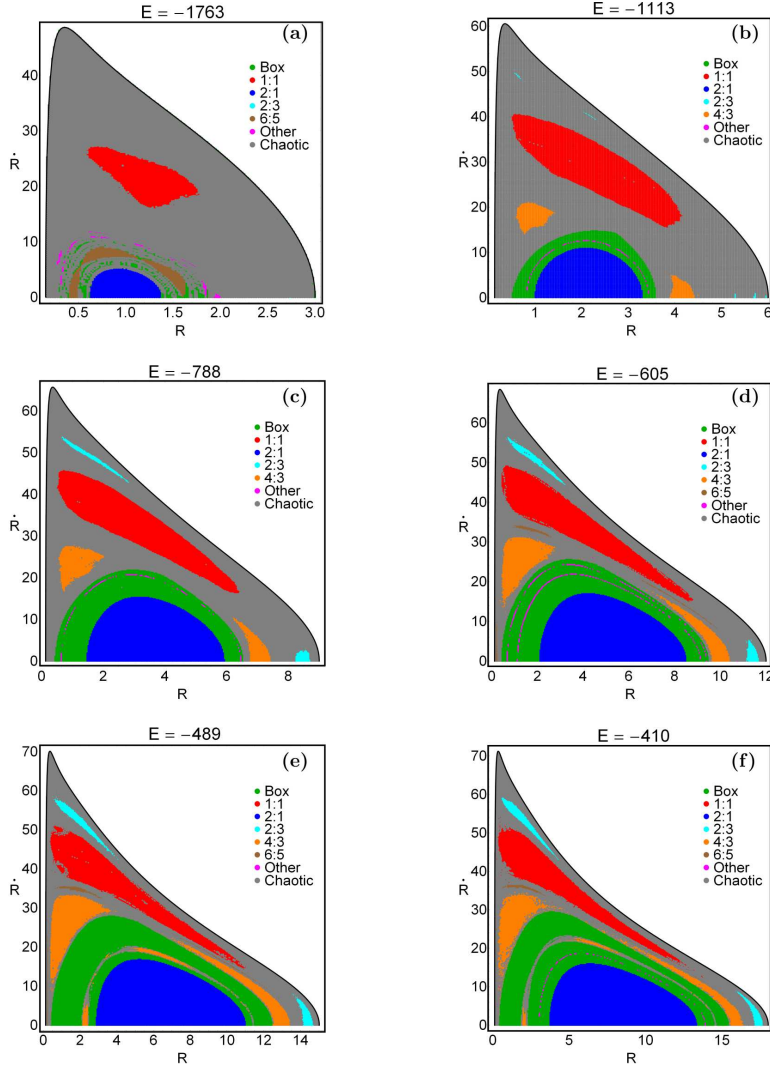 E = −1763
(a)
Box
1:1
2:1
2:3
6:5
Other
Chaotic
40
30
20
10
0
Ṙ
0.5 1.0 1.5 2.0 2.5 3.0
R
E = −1113
(b)
Box
1:1
2:1
2:3
4:3
Other
Chaotic
60
50
40
30
20
10
0
Ṙ
1 2 3 4 5 6
R
E = −788
(c)
Box
1:1
2:1
2:3
4:3
Other
Chaotic
60
50
40
30
20
10
0
Ṙ
0 2 4 6 8
R
E = −605
(d)
Box
1:1
2:1
2:3
4:3
6:5
Other
Chaotic
60
50
40
30
20
10
0
Ṙ
0 2 4 6 8 10 12
R
E = −489
(e)
Box
1:1
2:1
2:3
4:3
6:5
Other
Chaotic
70
60
50
40
30
20
10
0
Ṙ
0 2 4 6 8 10 12 14
R
E = −410
(f)
Box
1:1
2:1
2:3
4:3
6:5
Other
Chaotic
70
60
50
40
30
20
10
0
Ṙ
0 5 10 15
R